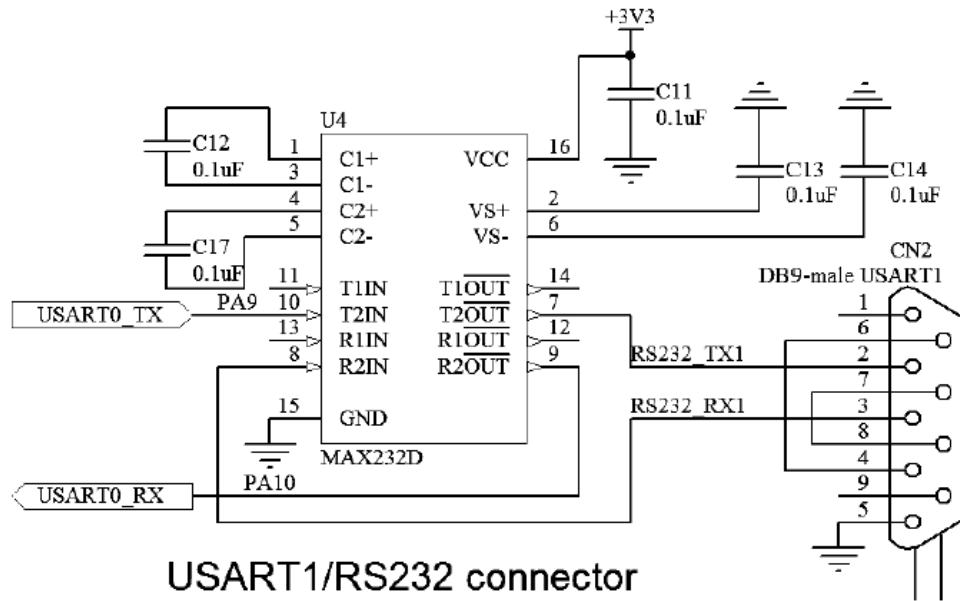 +3V3
C11
0.1uF
U4
C12
0.1uF
1
C1+
VCC
16
3
C1-
C13
0.1uF
C14
0.1uF
4
C2+
VS+
2
5
C2-
VS-
6
C17
0.1uF
CN2
DB9-male USART1
11
T1IN
T1OUT
14
USART0_TX
PA9
10
T2IN
T2OUT
7
13
R1IN
R1OUT
12
8
R2IN
R2OUT
9
RS232_TX1
RS232_RX1
1
6
2
7
3
8
4
9
5
15
GND
MAX232D
USART0_RX
PA10
USART1/RS232 connector